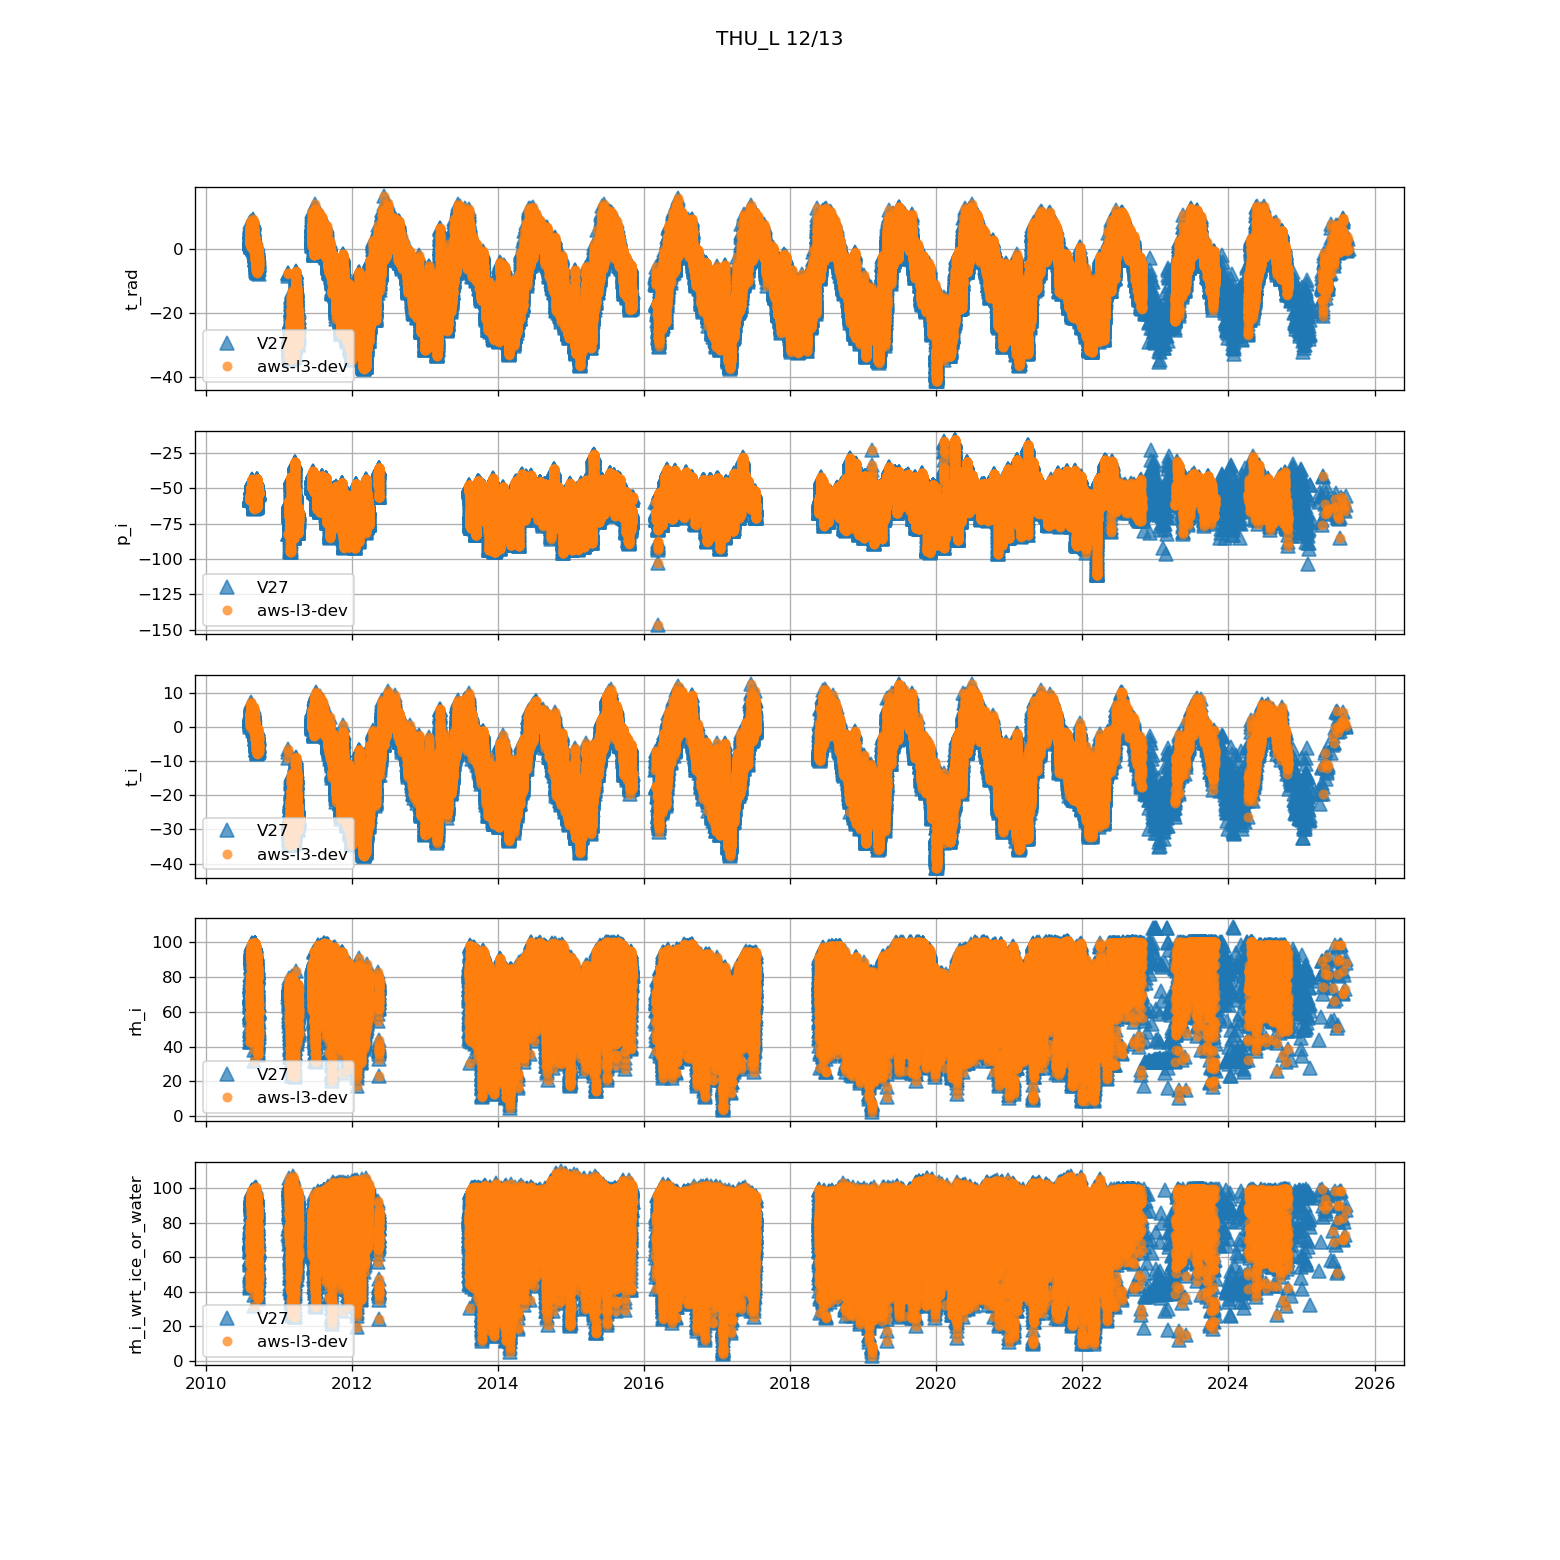 THU_L 12/13
0
−20
−40
t_rad
V27
aws-l3-dev
−25
−50
−75
−100
−125
−150
p_i
V27
aws-l3-dev
10
0
−10
−20
−30
−40
t_i
V27
aws-l3-dev
100
80
60
40
20
0
rh_i
V27
aws-l3-dev
100
80
60
40
20
0
rh_i_wrt_ice_or_water
V27
aws-l3-dev
2010 2012 2014 2016 2018 2020 2022 2024 2026